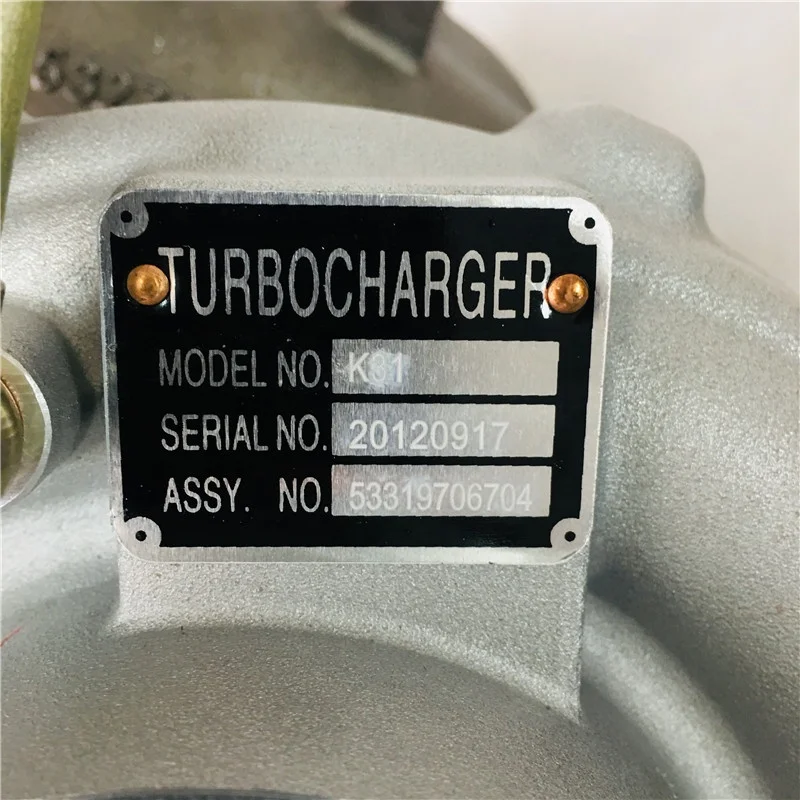 TURBOCHARGER
MODEL NO. K31
SERIAL NO. 20120917
ASSY. NO. 53319706704